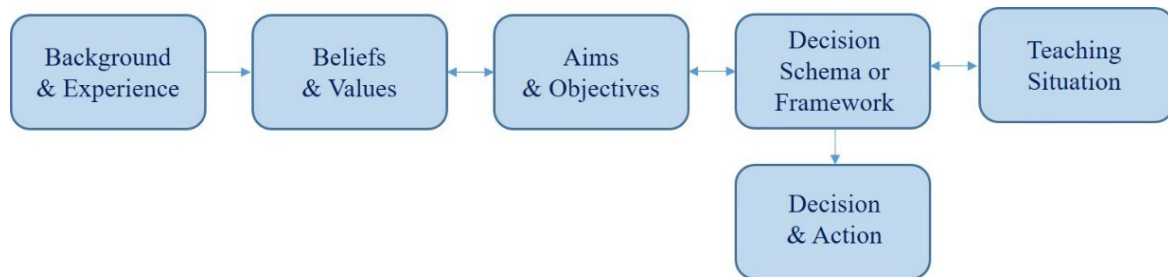 Background
& Experience
Beliefs
& Values
Aims
& Objectives
Decision
Schema or
Framework
Teaching
Situation
Decision
& Action